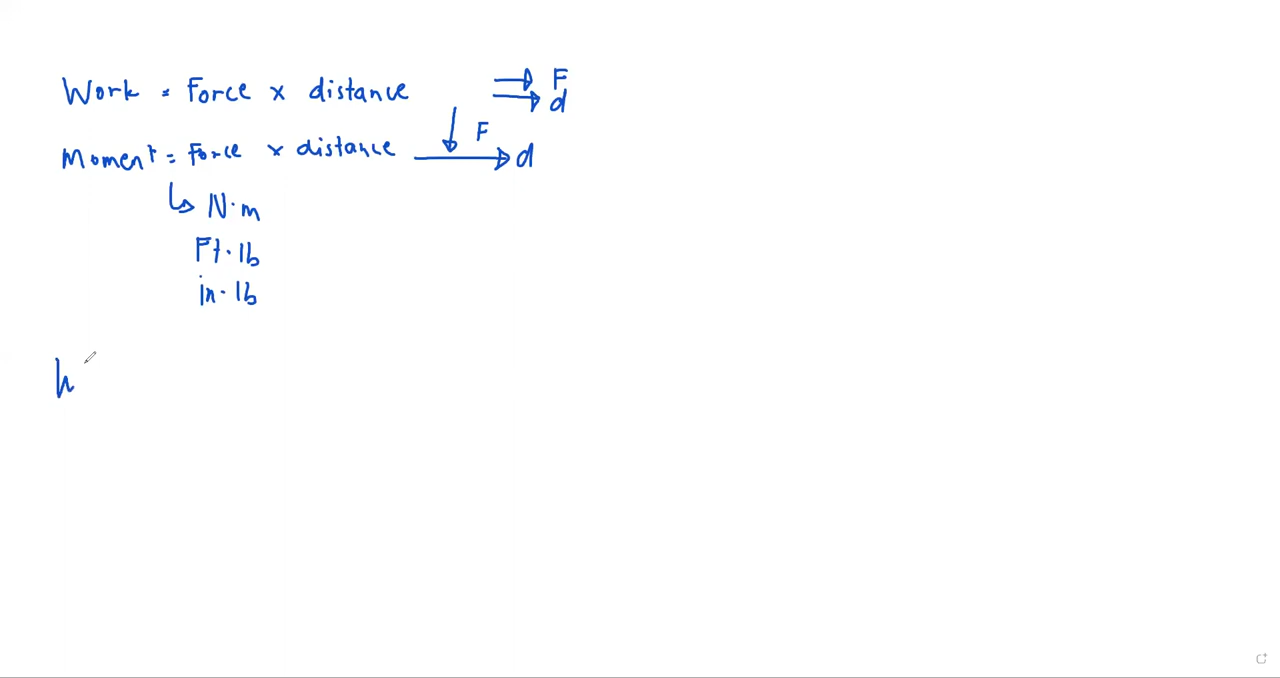 Work = Force x distance F
d
Moment = Force x distance F
d
N·m
Ft·lb
in·lb
h